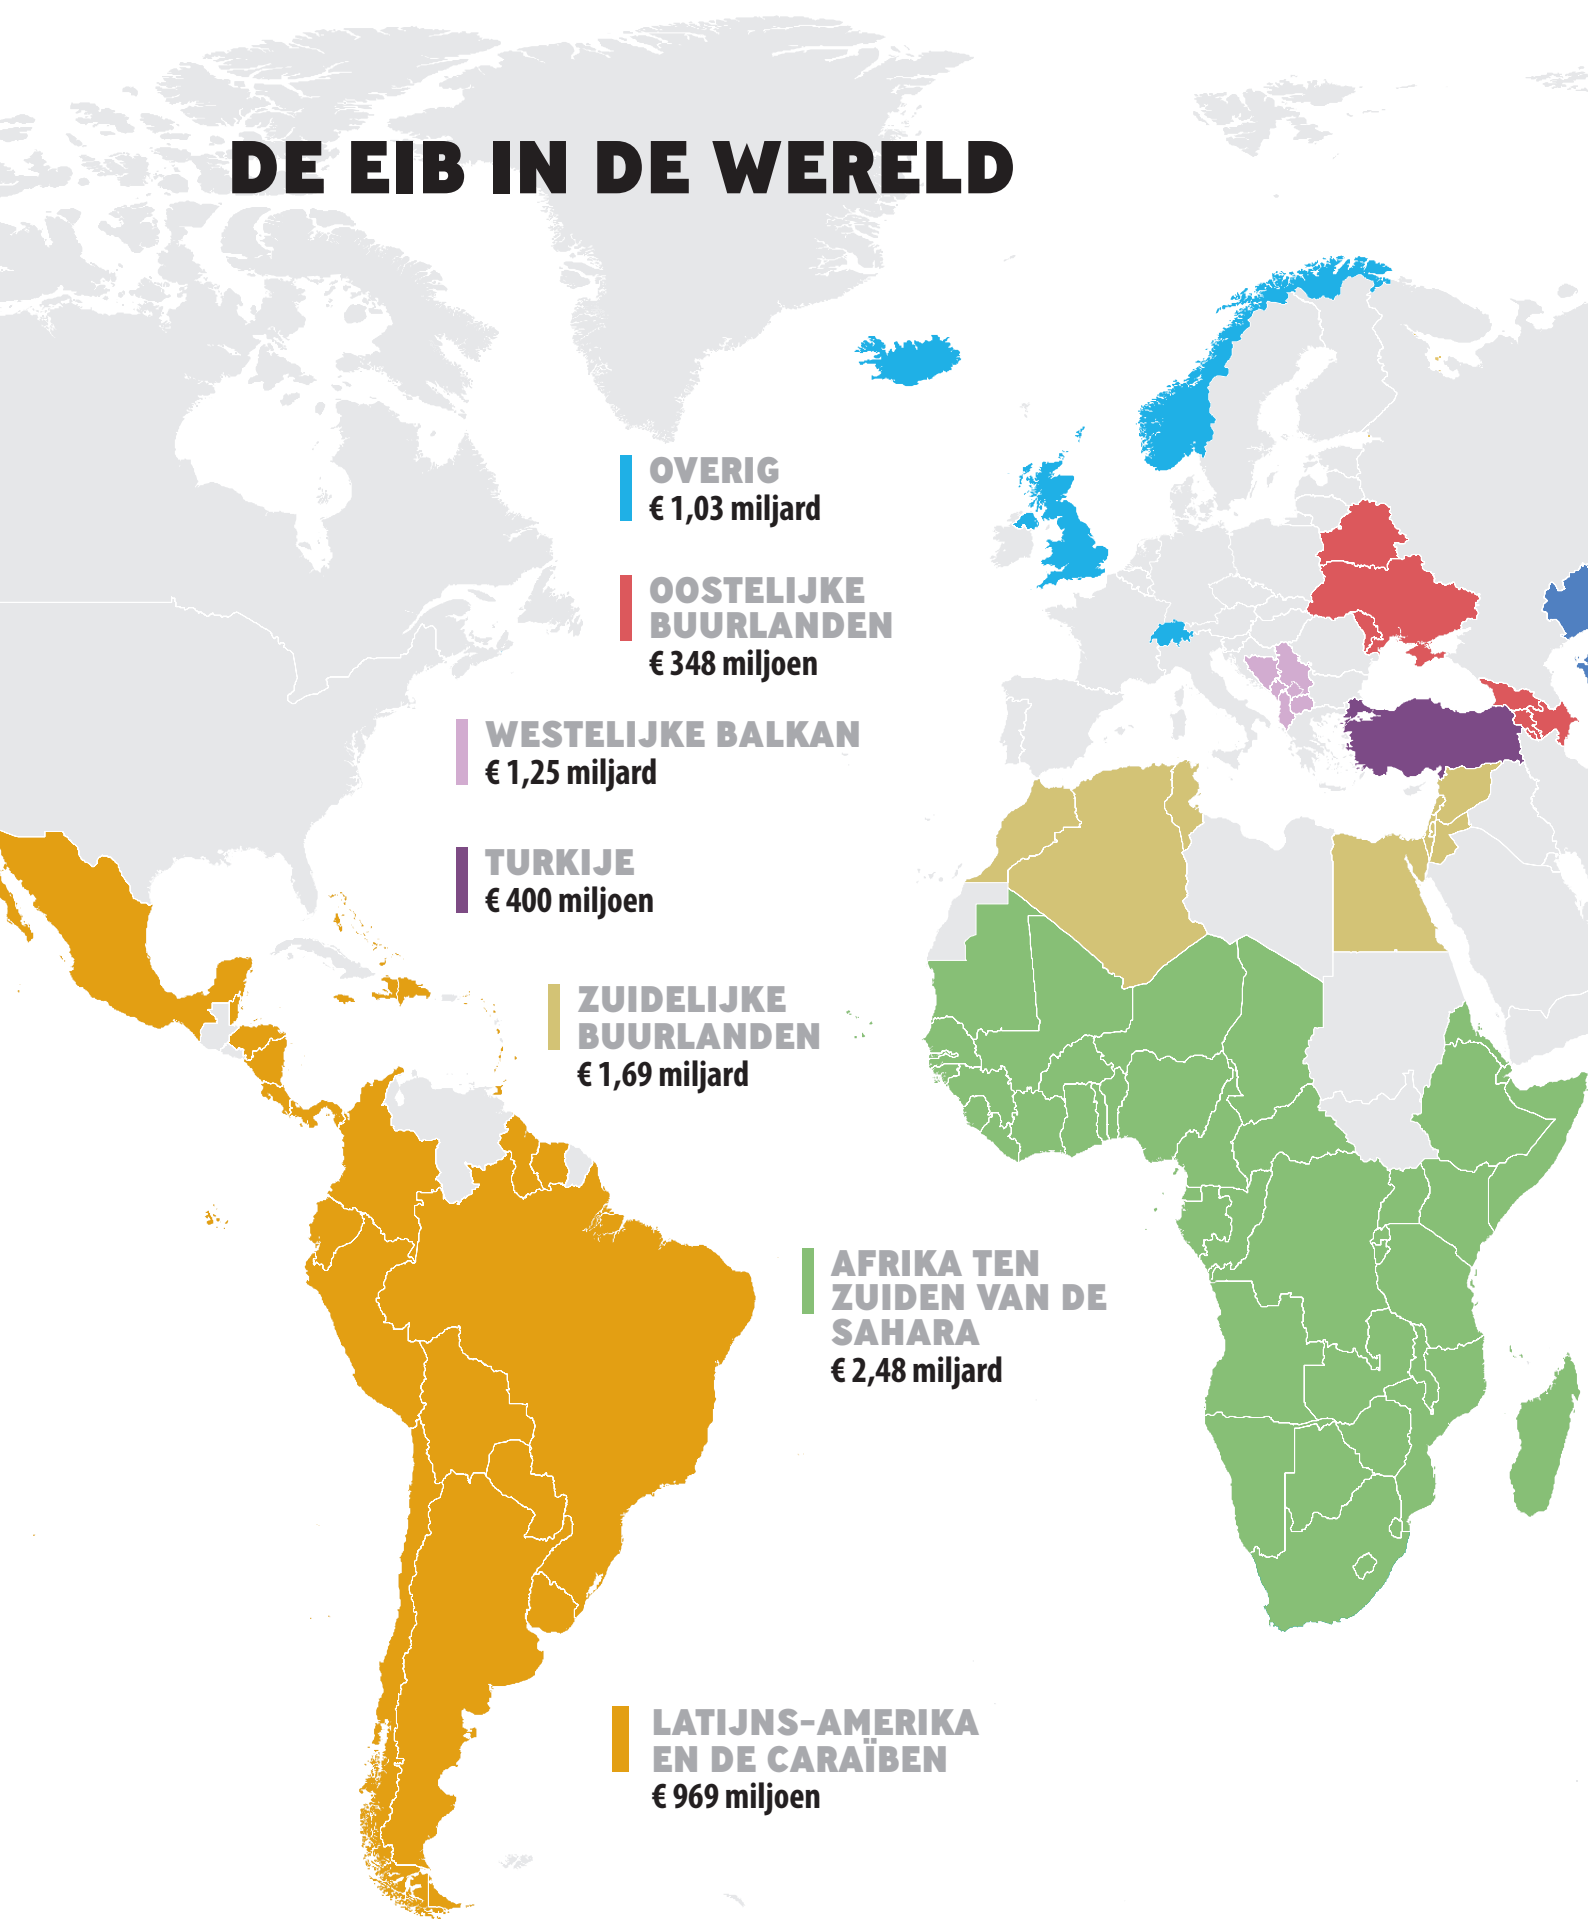 DE EIB IN DE WERELD
OVERIG
€ 1,03 miljard
OOSTELIJKE
BUURLANDEN
€ 348 miljoen
WESTELIJKE BALKAN
€ 1,25 miljard
TURKIJE
€ 400 miljoen
ZUIDELIJKE
BUURLANDEN
€ 1,69 miljard
AFRIKA TEN
ZUIDEN VAN DE
SAHARA
€ 2,48 miljard
LATIJNS-AMERIKA
EN DE CARAÏBEN
€ 969 miljoen